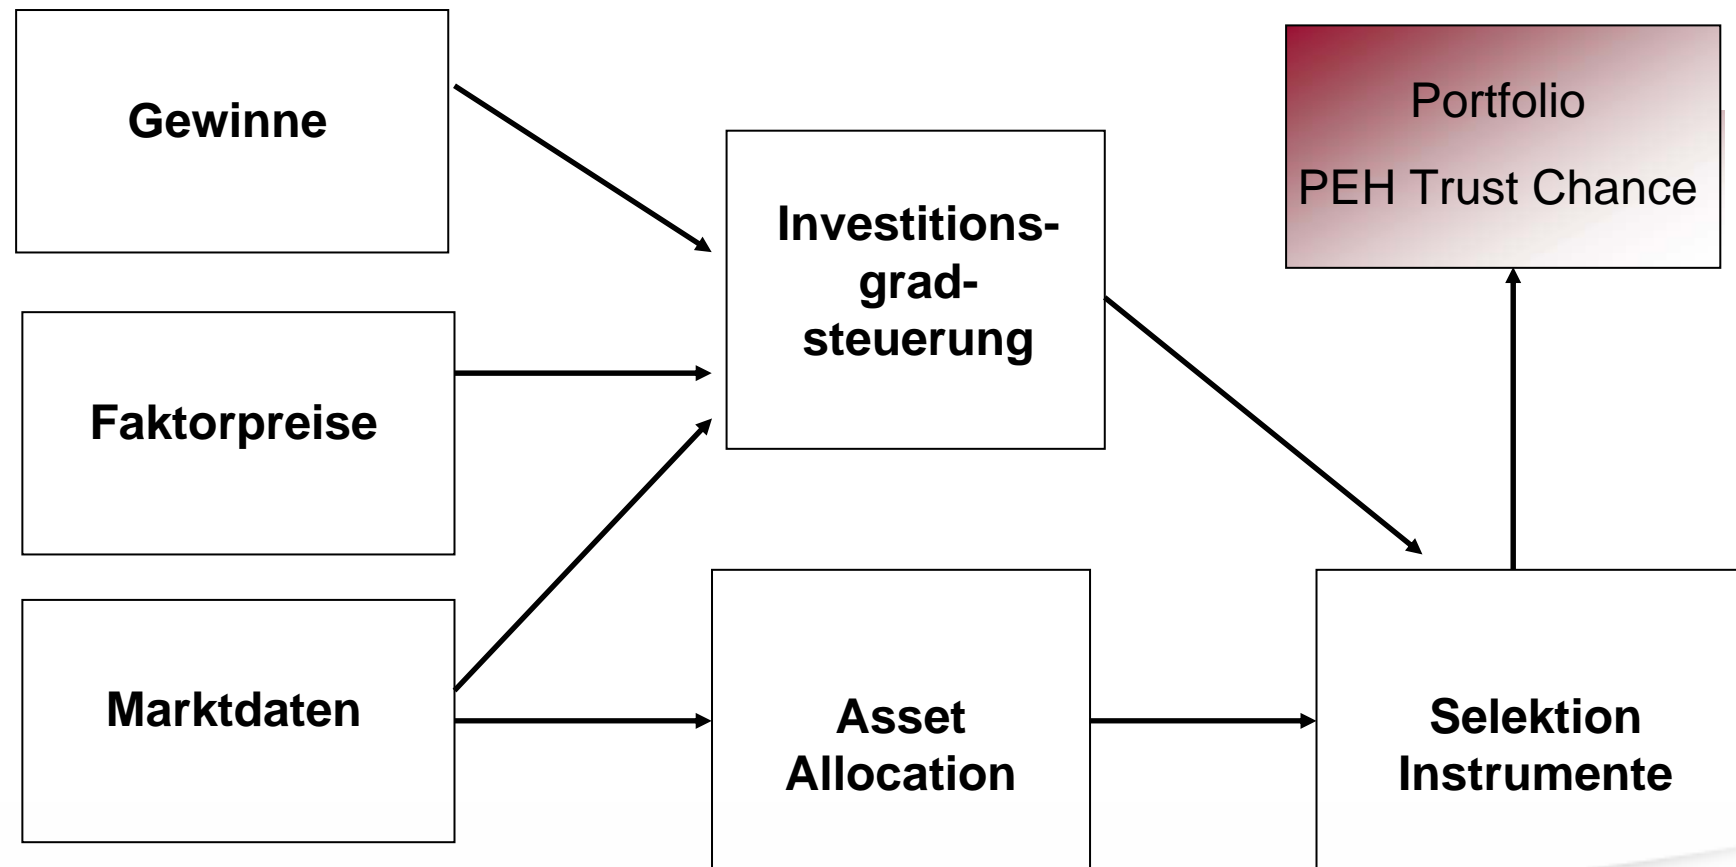 Gewinne
Faktorpreise
Marktdaten
Investitions-
grad-
steuerung
Asset
Allocation
Portfolio
PEH Trust Chance
Selektion
Instrumente